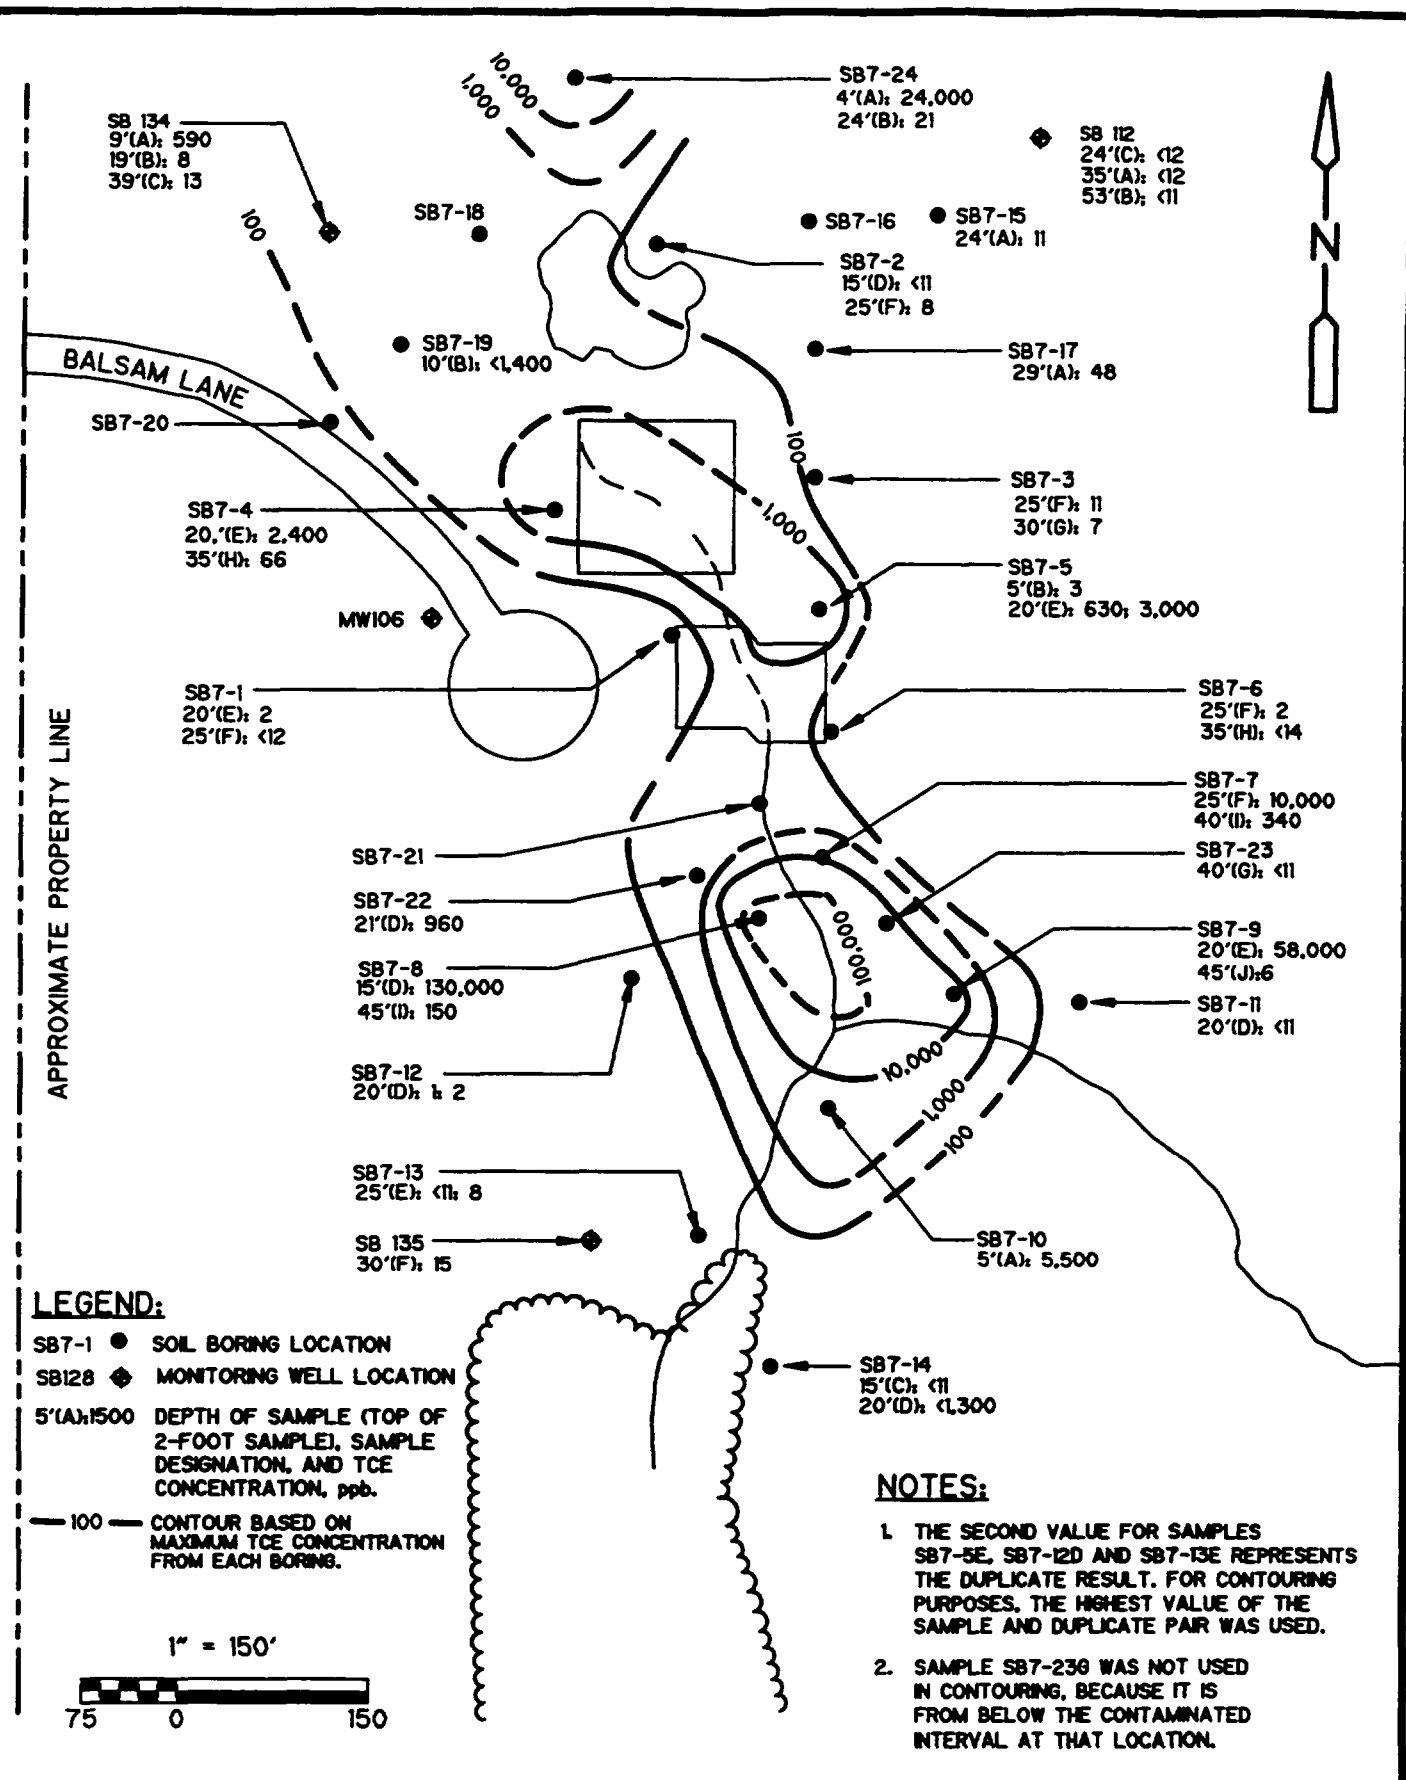 10,000
1,000
SB7-24
4'(A): 24,000
24'(B): 21
SB 134
9'(A): 590
19'(B): 8
39'(C): 13
SB 112
24'(C): <12
35'(A): <12
53'(B); <11
100
SB7-18
SB7-16
SB7-15
24'(A): 11
SB7-2
15'(D): <11
25'(F): 8
N
SB7-19
10'(B): <1,400
SB7-17
29'(A): 48
BALSAM LANE
SB7-20
100
SB7-3
25'(F): 11
30'(G): 7
SB7-4
20,'(E): 2,400
35'(H): 66
1,000
SB7-5
5'(B): 3
20'(E): 630; 3,000
MW106
SB7-1
20'(E): 2
25'(F): <12
SB7-6
25'(F): 2
35'(H): <14
APPROXIMATE PROPERTY LINE
SB7-7
25'(F): 10,000
40'(I): 340
SB7-21
SB7-23
40'(G): <11
SB7-22
21'(D): 960
100,000
SB7-9
20'(E): 58,000
45'(J):6
SB7-8
15'(D): 130,000
45'(I): 150
SB7-11
20'(D): <11
SB7-12
20'(D): 1; 2
10,000
1,000
100
SB7-13
25'(E): <11; 8
SB 135
30'(F): 15
SB7-10
5'(A): 5,500
SB7-14
15'(C): <11
20'(D): <1,300
LEGEND:
SB7-1 SOIL BORING LOCATION
SB128 MONITORING WELL LOCATION
5'(A):1500 DEPTH OF SAMPLE (TOP OF
2-FOOT SAMPLE), SAMPLE
DESIGNATION, AND TCE
CONCENTRATION, ppb.
100 CONTOUR BASED ON
MAXIMUM TCE CONCENTRATION
FROM EACH BORING.
1" = 150'
75 0 150
NOTES:
1. THE SECOND VALUE FOR SAMPLES
SB7-5E, SB7-12D AND SB7-13E REPRESENTS
THE DUPLICATE RESULT. FOR CONTOURING
PURPOSES, THE HIGHEST VALUE OF THE
SAMPLE AND DUPLICATE PAIR WAS USED.
2. SAMPLE SB7-23G WAS NOT USED
IN CONTOURING, BECAUSE IT IS
FROM BELOW THE CONTAMINATED
INTERVAL AT THAT LOCATION.